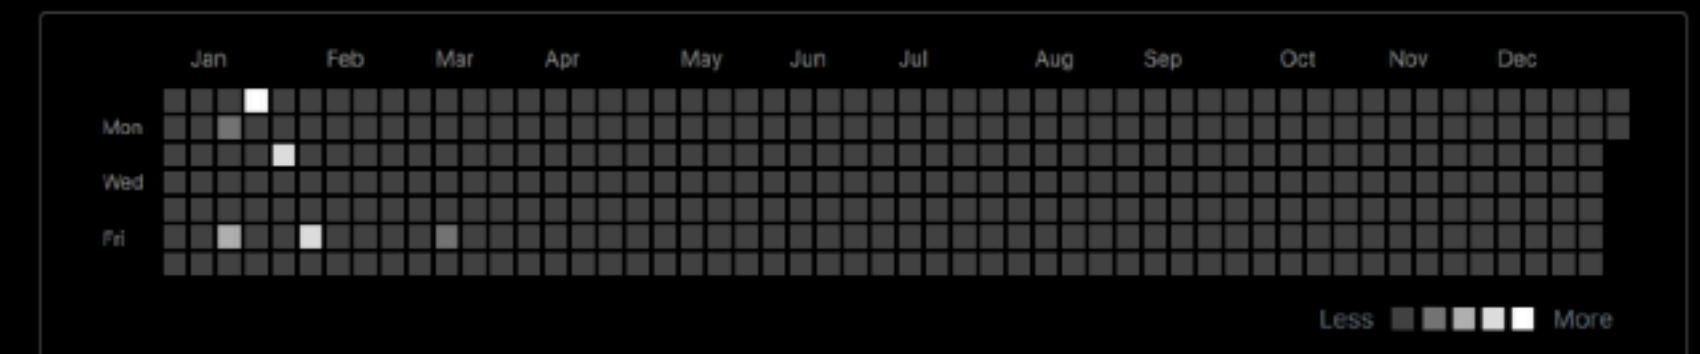 Jan Feb Mar Apr May Jun Jul Aug Sep Oct Nov Dec
Mon
Wed
Fri
Less More